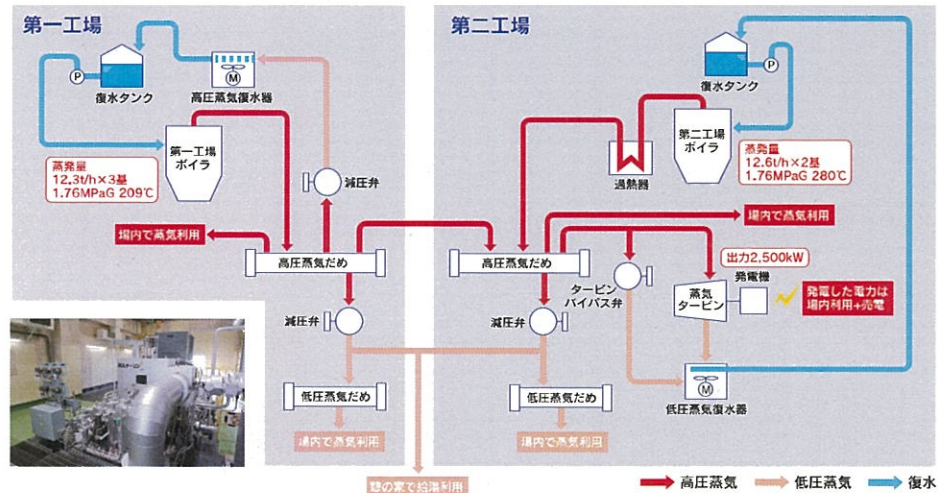 第一工場
復水タンク
P
高圧蒸気復水器
M
第一工場
ボイラ
蒸発量
12.3t/h×3基
1.76MPaG 209℃
減圧弁
場内で蒸気利用
高圧蒸気だめ
減圧弁
低圧蒸気だめ
場内で蒸気利用
憩の家で給湯利用
第二工場
復水タンク
P
過熱器
第二工場
ボイラ
蒸発量
12.6t/h×2基
1.76MPaG 280℃
場内で蒸気利用
高圧蒸気だめ
タービン
バイパス弁
出力2,500kW
発電機
蒸気
タービン
発電した電力は
場内利用+売電
減圧弁
低圧蒸気だめ
M
低圧蒸気復水器
場内で蒸気利用
高圧蒸気
低圧蒸気
復水